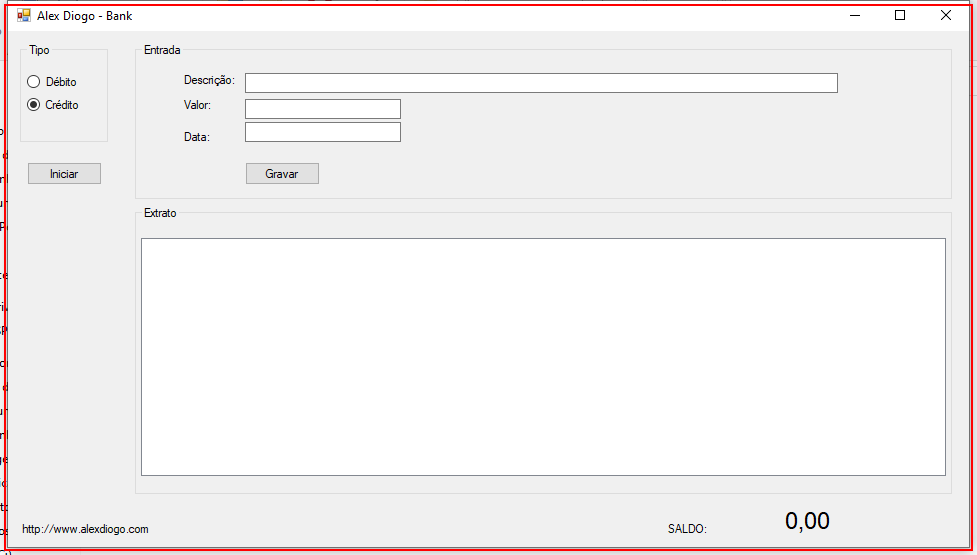 Alex Diogo - Bank
Tipo
Débito
Crédito
Iniciar
Entrada
Descrição:
Valor:
Data:
Gravar
Extrato
http://www.alexdiogo.com
SALDO: 0,00